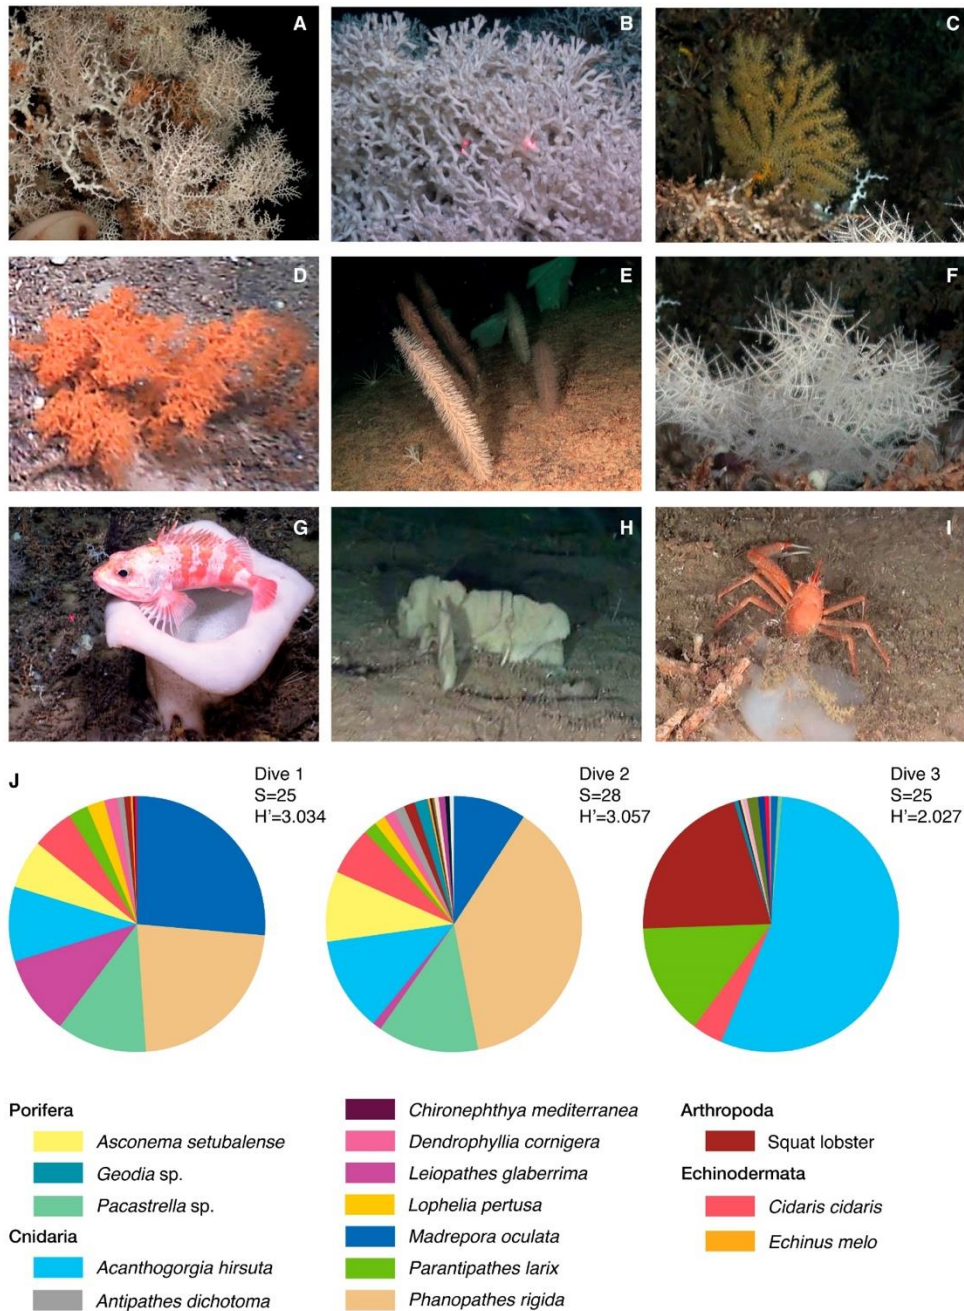 A
B
C
D
E
F
G
H
I
J
Dive 1
S=25
H'=3.034
Dive 2
S=28
H'=3.057
Dive 3
S=25
H'=2.027
Porifera
Asconema setubalense
Geodia sp.
Pacastrella sp.
Cnidaria
Acanthogorgia hirsuta
Antipathes dichotoma
Chironephthya mediterranea
Dendrophyllia cornigera
Leiopathes glaberrima
Lophelia pertusa
Madrepora oculata
Parantipathes larix
Phanopathes rigida
Arthropoda
Squat lobster
Echinodermata
Cidaris cidaris
Echinus melo